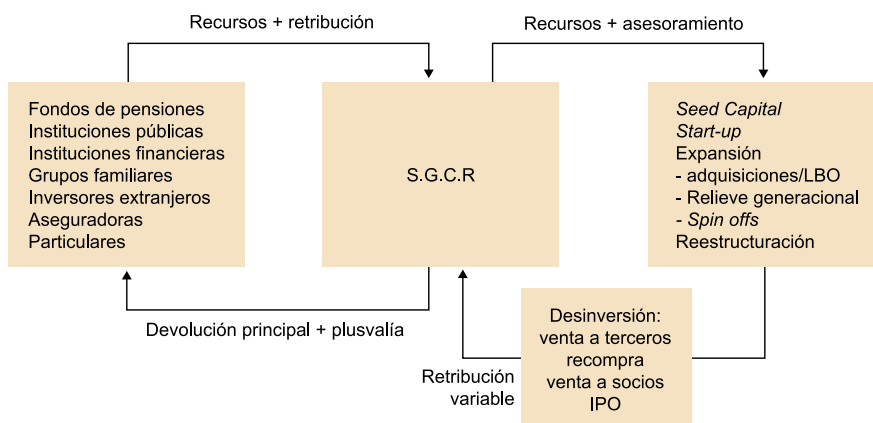 Recursos + retribución
Recursos + asesoramiento
Fondos de pensiones
Instituciones públicas
Instituciones financieras
Grupos familiares
Inversores extranjeros
Aseguradoras
Particulares
S.G.C.R
Seed Capital
Start-up
Expansión
- adquisiciones/LBO
- Relieve generacional
- Spin offs
Reestructuración
Devolución principal + plusvalía
Retribución
variable
Desinversión:
venta a terceros
recompra
venta a socios
IPO